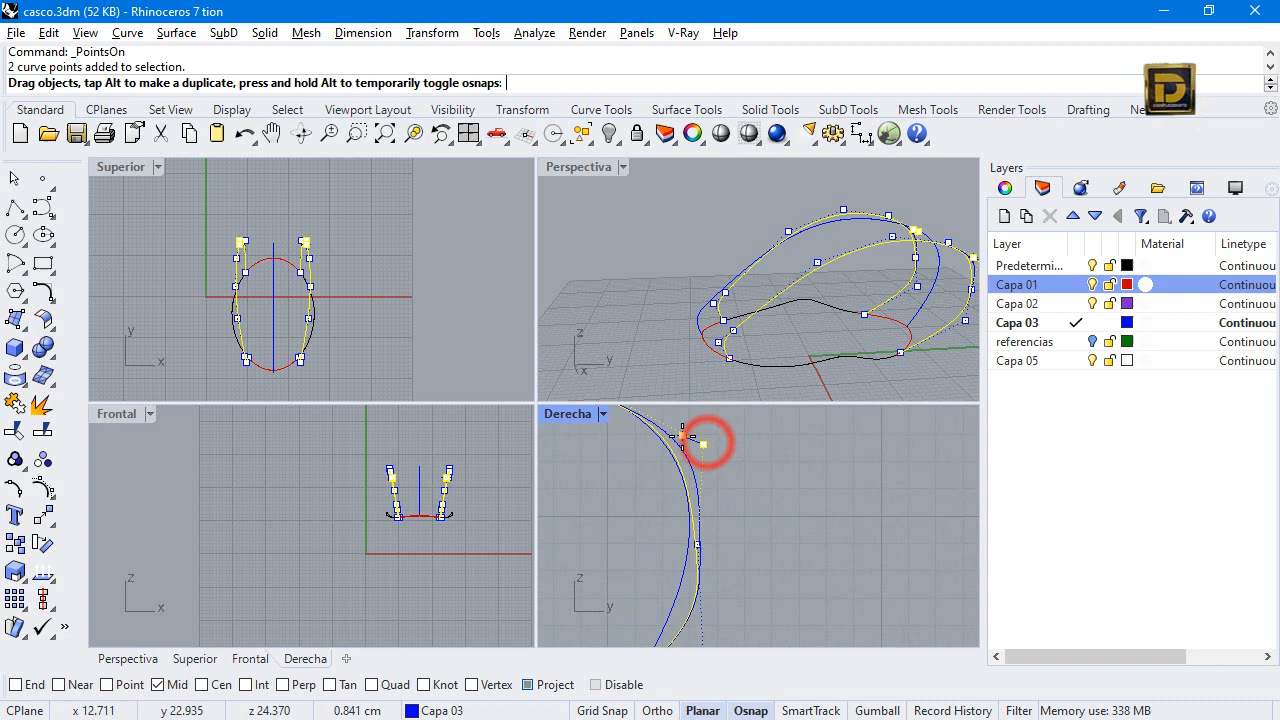 casco.3dm (52 KB) - Rhinoceros 7 tion
File Edit View Curve Surface SubD Solid Mesh Dimension Transform Tools Analyze Render Panels V-Ray Help
Command: _PointsOn
2 curve points added to selection.
Drag objects, tap Alt to make a duplicate, press and hold Alt to temporarily toggle osnaps:
Standard CPlanes Set View Display Select Viewport Layout Visibility Transform Curve Tools Surface Tools Solid Tools SubD Tools Mesh Tools Render Tools Drafting
Superior
Perspectiva
Layers
Layer Material Linetype
Predetermi... Continuou
Capa 01 Continuou
Capa 02 Continuou
Capa 03 Continuou
referencias Continuou
Capa 05 Continuou
y
x
z
y
x
Frontal
Derecha
z
x
z
y
Perspectiva Superior Frontal Derecha
End Near Point Mid Cen Int Perp Tan Quad Knot Vertex Project Disable
CPlane x 12.711 y 22.935 z 24.370 0.841 cm Capa 03 Grid Snap Ortho Planar Osnap SmartTrack Gumball Record History Filter Memory use: 338 MB